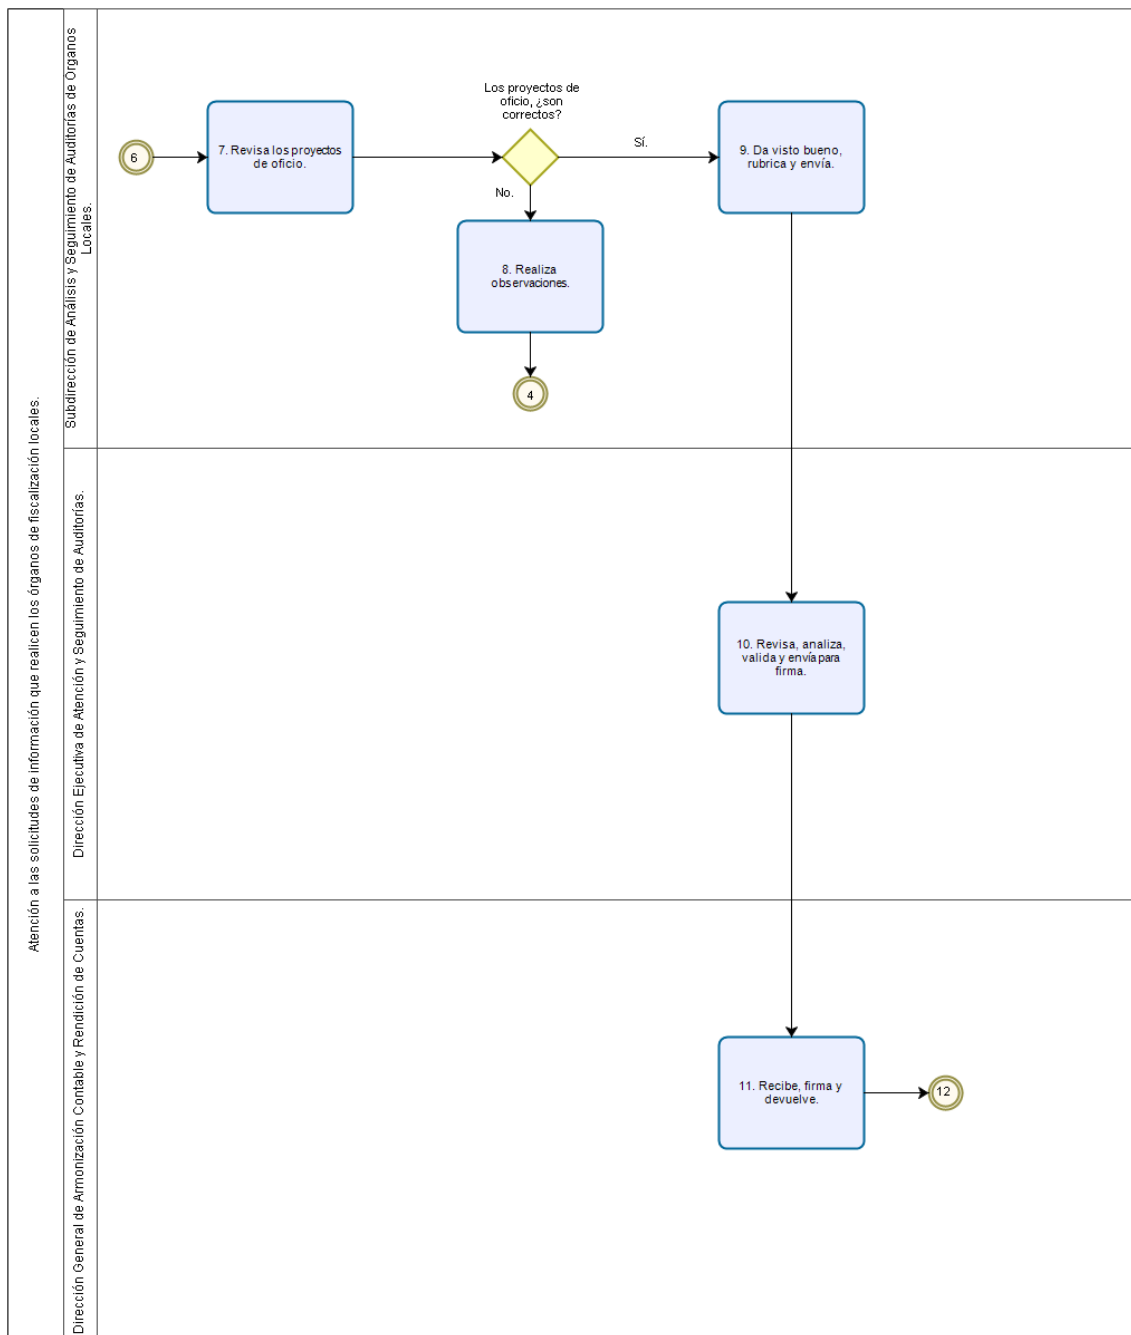 Atención a las solicitudes de información que realicen los órganos de fiscalización locales.
Subdirección de Análisis y Seguimiento de Auditorías de Órganos
Locales.
6
7. Revisa los proyectos
de oficio.
Los proyectos de
oficio, ¿son
correctos?
Sí.
No.
9. Da visto bueno,
rubrica y envía.
8. Realiza
observaciones.
4
Dirección Ejecutiva de Atención y Seguimiento de Auditorías.
10. Revisa, analiza,
valida y envía para
firma.
Dirección General de Armonización Contable y Rendición de Cuentas.
11. Recibe, firma y
devuelve.
12